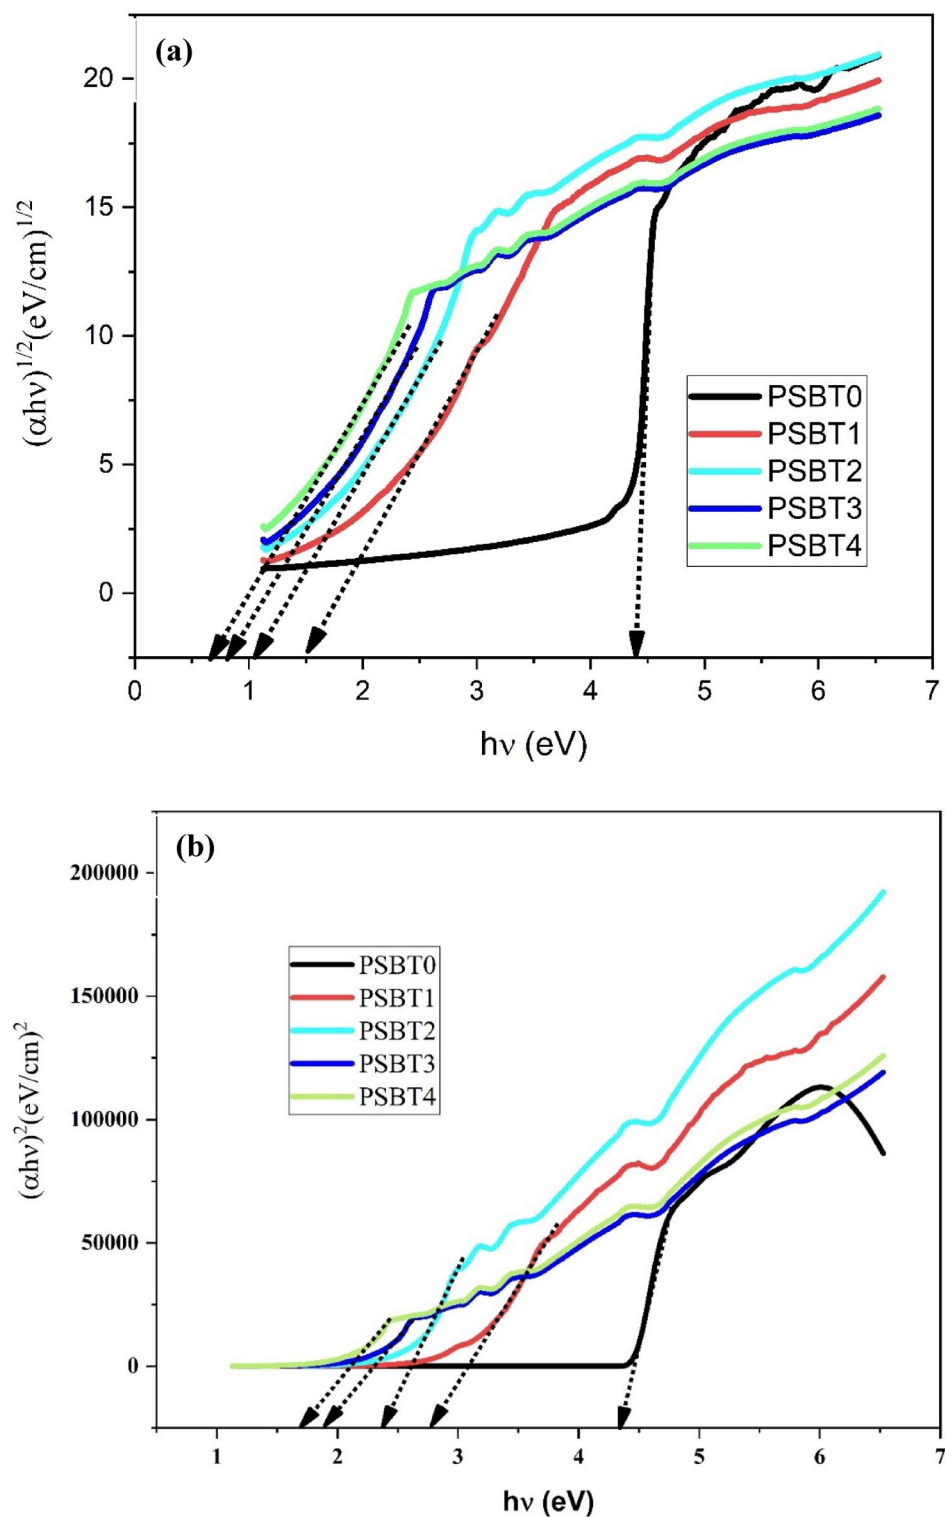 (a)
20
15
10
5
0
(αhν)^1/2(eV/cm)^1/2
PSBT0
PSBT1
PSBT2
PSBT3
PSBT4
0 1 2 3 4 5 6 7
hν (eV)
(b)
200000
150000
100000
50000
0
(αhν)^2(eV/cm)^2
PSBT0
PSBT1
PSBT2
PSBT3
PSBT4
1 2 3 4 5 6 7
hν (eV)